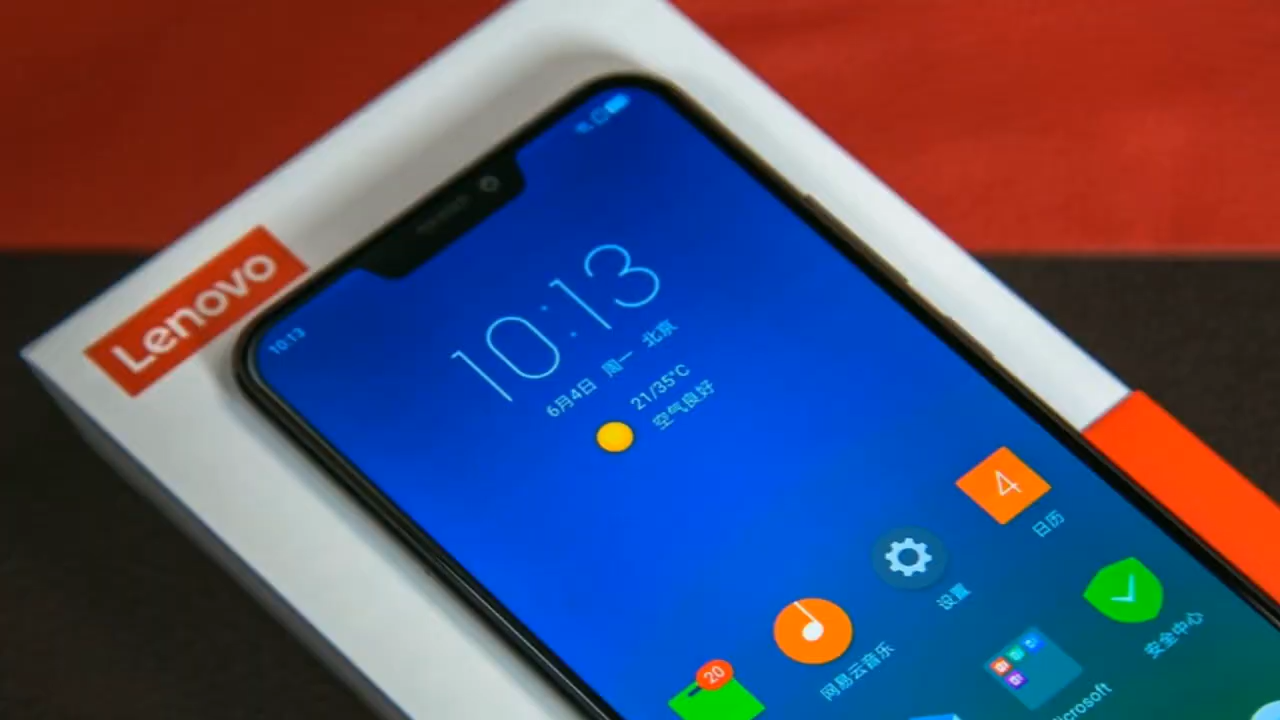 Lenovo
10:13
10:13
6月4日 周一 北京
21/35°C
空气良好
4
日历
设置
网易云音乐
20
安全中心
icrosoft